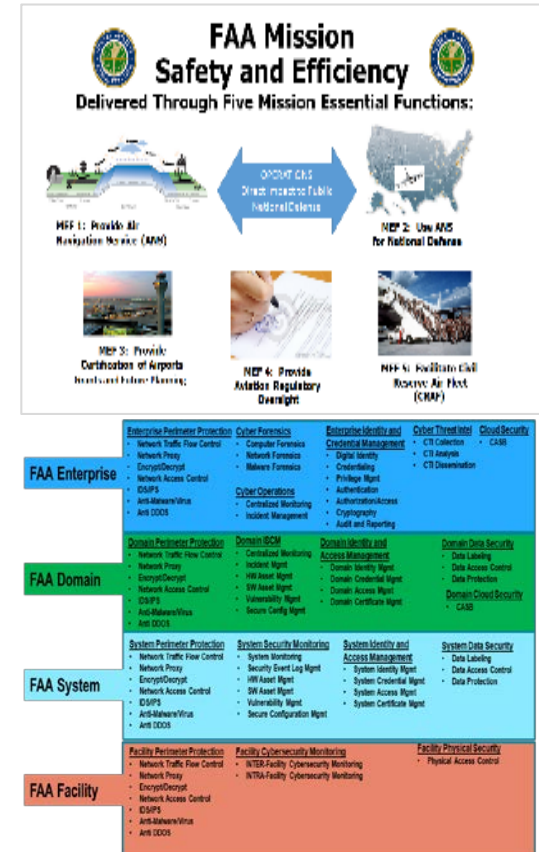 FAA Mission
Safety and Efficiency
Delivered Through Five Mission Essential Functions:
OPERATIONS
Direct Impact to Public
National Defense
MEF 1: Provide Air
Navigation Service (ANS)
MEF 2: Use ANS
for National Defense
MEF 3: Provide
Certification of Airports
Grants and Future Planning
MEF 4: Provide
Aviation Regulatory
Oversight
MEF 5: Facilitate Civil
Reserve Air Fleet
(CRAF)
FAA Enterprise
Enterprise Perimeter Protection
• Network Traffic Flow Control
• Network Proxy
• Encrypt/Decrypt
• Network Access Control
• IDS/IPS
• Anti-Malware/Virus
• Anti DDOS
Cyber Forensics
• Computer Forensics
• Network Forensics
• Malware Forensics
Cyber Operations
• Centralized Monitoring
• Incident Management
Enterprise Identity and
Credential Management
• Digital Identity
• Credentialing
• Privilege Mgmt
• Authentication
• Authorization/Access
• Cryptography
• Audit and Reporting
Cyber Threat Intel
• CTI Collection
• CTI Analysis
• CTI Dissemination
Cloud Security
• CASB
FAA Domain
Domain Perimeter Protection
• Network Traffic Flow Control
• Network Proxy
• Encrypt/Decrypt
• Network Access Control
• IDS/IPS
• Anti-Malware/Virus
• Anti DDOS
Domain ISCM
• Centralized Monitoring
• Incident Mgmt
• HW Asset Mgmt
• SW Asset Mgmt
• Vulnerability Mgmt
• Secure Config Mgmt
Domain Identity and
Access Management
• Domain Identity Mgmt
• Domain Credential Mgmt
• Domain Access Mgmt
• Domain Certificate Mgmt
Domain Data Security
• Data Labeling
• Data Access Control
• Data Protection
Domain Cloud Security
• CASB
FAA System
System Perimeter Protection
• Network Traffic Flow Control
• Network Proxy
• Encrypt/Decrypt
• Network Access Control
• IDS/IPS
• Anti-Malware/Virus
• Anti DDOS
System Security Monitoring
• System Monitoring
• Security Event Log Mgmt
• HW Asset Mgmt
• SW Asset Mgmt
• Vulnerability Mgmt
• Secure Configuration Mgmt
System Identity and
Access Management
• System Identity Mgmt
• System Credential Mgmt
• System Access Mgmt
• System Certificate Mgmt
System Data Security
• Data Labeling
• Data Access Control
• Data Protection
FAA Facility
Facility Perimeter Protection
• Network Traffic Flow Control
• Network Proxy
• Encrypt/Decrypt
• Network Access Control
• IDS/IPS
• Anti-Malware/Virus
• Anti DDOS
Facility Cybersecurity Monitoring
• INTER-Facility Cybersecurity Monitoring
• INTRA-Facility Cybersecurity Monitoring
Facility Physical Security
• Physical Access Control